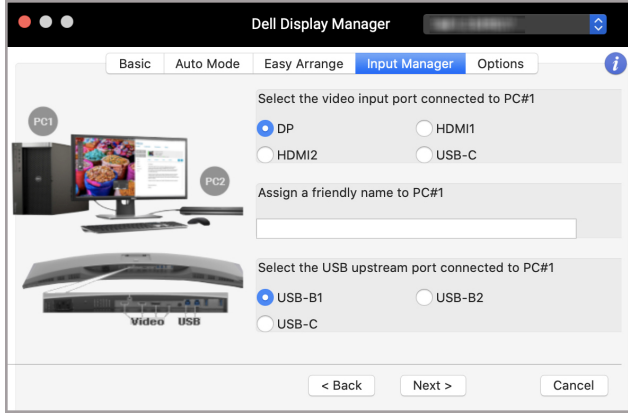 Dell Display Manager
Basic Auto Mode Easy Arrange Input Manager Options
i
Select the video input port connected to PC#1
PC1
DP HDMI1
HDMI2 USB-C
PC2
Assign a friendly name to PC#1
Select the USB upstream port connected to PC#1
USB-B1 USB-B2
Video USB
USB-C
< Back Next > Cancel